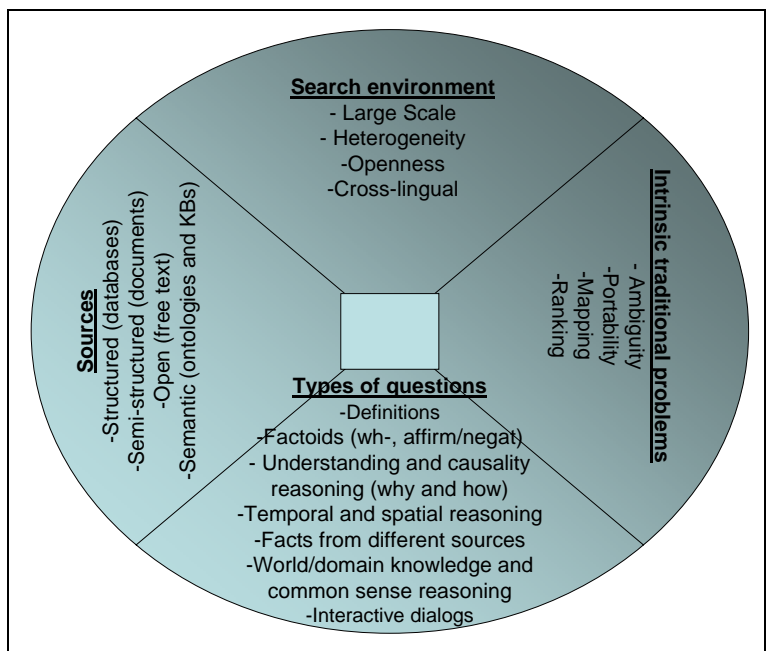 Search environment
- Large Scale
- Heterogeneity
-Openness
-Cross-lingual
Sources
-Structured (databases)
-Semi-structured (documents)
-Open (free text)
-Semantic (ontologies and KBs)
Intrinsic traditional problems
- Ambiguity
-Portability
-Mapping
-Ranking
Types of questions
-Definitions
-Factoids (wh-, affirm/negat)
- Understanding and causality
reasoning (why and how)
-Temporal and spatial reasoning
-Facts from different sources
-World/domain knowledge and
common sense reasoning
-Interactive dialogs